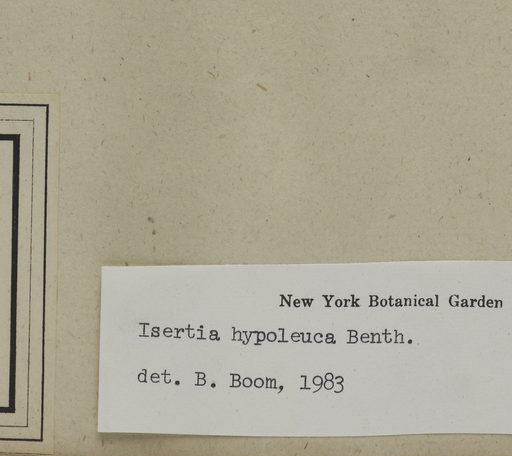 New York Botanical Garden
Isertia hypoleuca Benth.
det. B. Boom, 1983